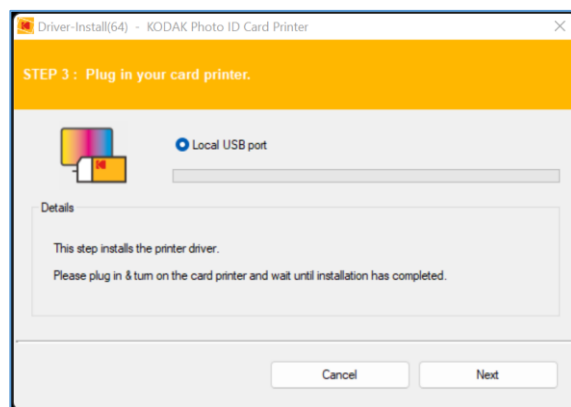 Driver-Install(64) - KODAK Photo ID Card Printer
STEP 3 : Plug in your card printer.
Local USB port
Details
This step installs the printer driver.
Please plug in & turn on the card printer and wait until installation has completed.
Cancel
Next